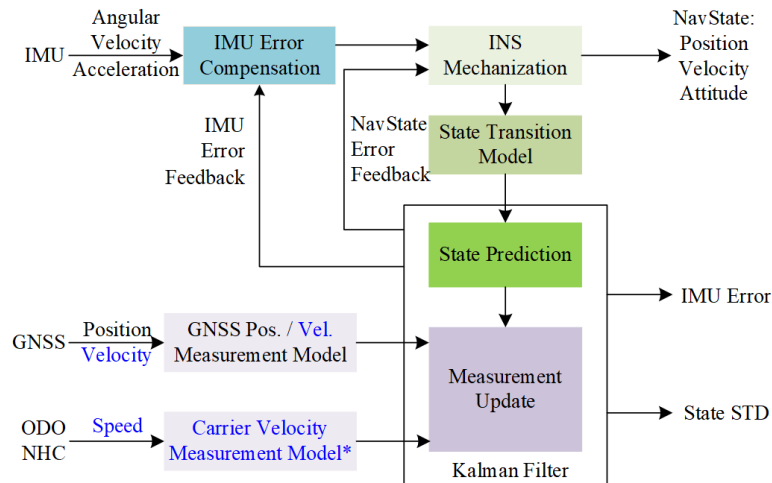 IMU
Angular
Velocity
Acceleration
IMU Error
Compensation
INS
Mechanization
NavState:
Position
Velocity
Attitude
IMU
Error
Feedback
NavState
Error
Feedback
State Transition
Model
State Prediction
IMU Error
GNSS
Position
Velocity
GNSS Pos. / Vel.
Measurement Model
Measurement
Update
State STD
ODO
NHC
Speed
Carrier Velocity
Measurement Model*
Kalman Filter